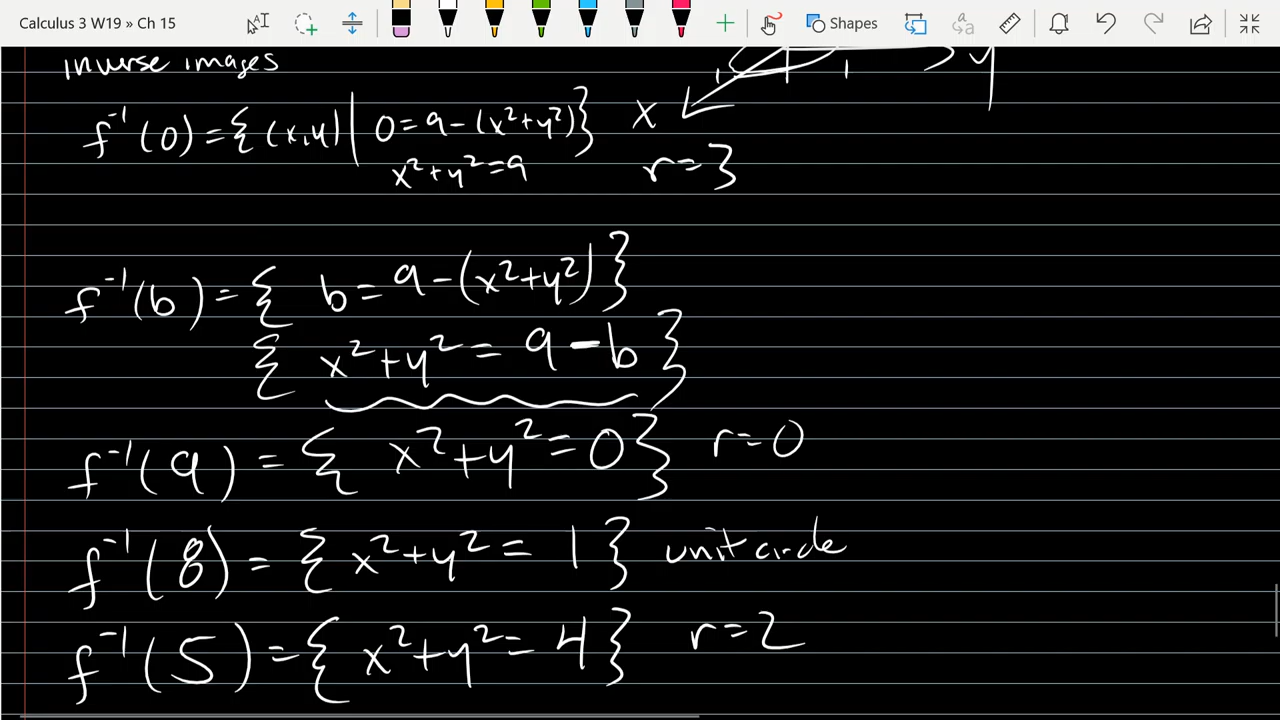 Calculus 3 W19 » Ch 15
Shapes
inverse images
y
f⁻¹(0) = { (x,y) | 0 = 9 - (x²+y²) } x
x²+y² = 9 r = 3
f⁻¹(b) = { b = 9 - (x²+y²) }
{ x²+y² = 9 - b }
f⁻¹(9) = { x²+y² = 0 } r = 0
f⁻¹(8) = { x²+y² = 1 } unit circle
f⁻¹(5) = { x²+y² = 4 } r = 2